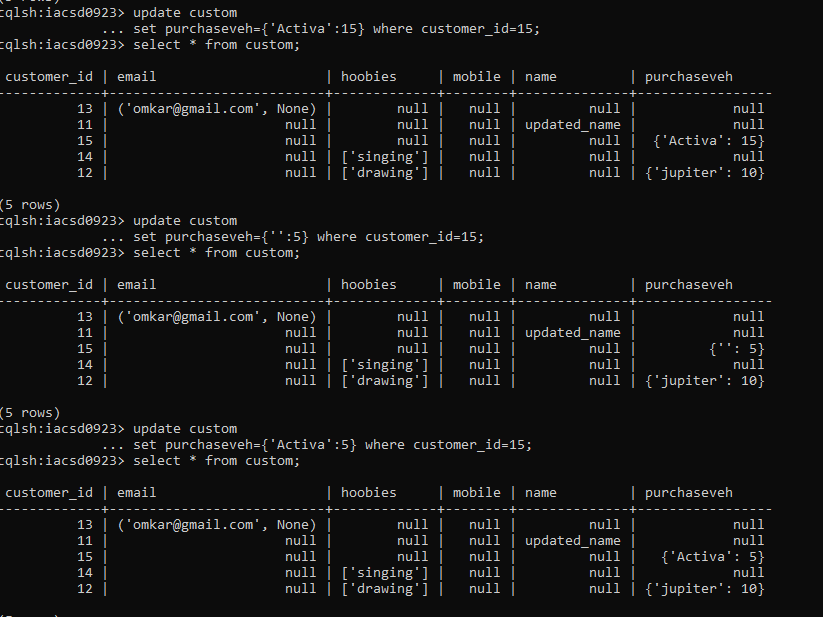 cqlsh:iacsd0923> update custom
             ... set purchaseveh={'Activa':15} where customer_id=15;
cqlsh:iacsd0923> select * from custom;
 customer_id | email                     | hoobies     | mobile | name         | purchaseveh
-------------+---------------------------+-------------+--------+--------------+-----------------
          13 | ('omkar@gmail.com', None) |        null |   null |         null |            null
          11 |                      null |        null |   null | updated_name |            null
          15 |                      null |        null |   null |         null |  {'Activa': 15}
          14 |                      null | ['singing'] |   null |         null |            null
          12 |                      null | ['drawing'] |   null |         null | {'jupiter': 10}
(5 rows)
cqlsh:iacsd0923> update custom
             ... set purchaseveh={'':5} where customer_id=15;
cqlsh:iacsd0923> select * from custom;
 customer_id | email                     | hoobies     | mobile | name         | purchaseveh
-------------+---------------------------+-------------+--------+--------------+-----------------
          13 | ('omkar@gmail.com', None) |        null |   null |         null |            null
          11 |                      null |        null |   null | updated_name |            null
          15 |                      null |        null |   null |         null |         {'': 5}
          14 |                      null | ['singing'] |   null |         null |            null
          12 |                      null | ['drawing'] |   null |         null | {'jupiter': 10}
(5 rows)
cqlsh:iacsd0923> update custom
             ... set purchaseveh={'Activa':5} where customer_id=15;
cqlsh:iacsd0923> select * from custom;
 customer_id | email                     | hoobies     | mobile | name         | purchaseveh
-------------+---------------------------+-------------+--------+--------------+-----------------
          13 | ('omkar@gmail.com', None) |        null |   null |         null |            null
          11 |                      null |        null |   null | updated_name |            null
          15 |                      null |        null |   null |         null |   {'Activa': 5}
          14 |                      null | ['singing'] |   null |         null |            null
          12 |                      null | ['drawing'] |   null |         null | {'jupiter': 10}